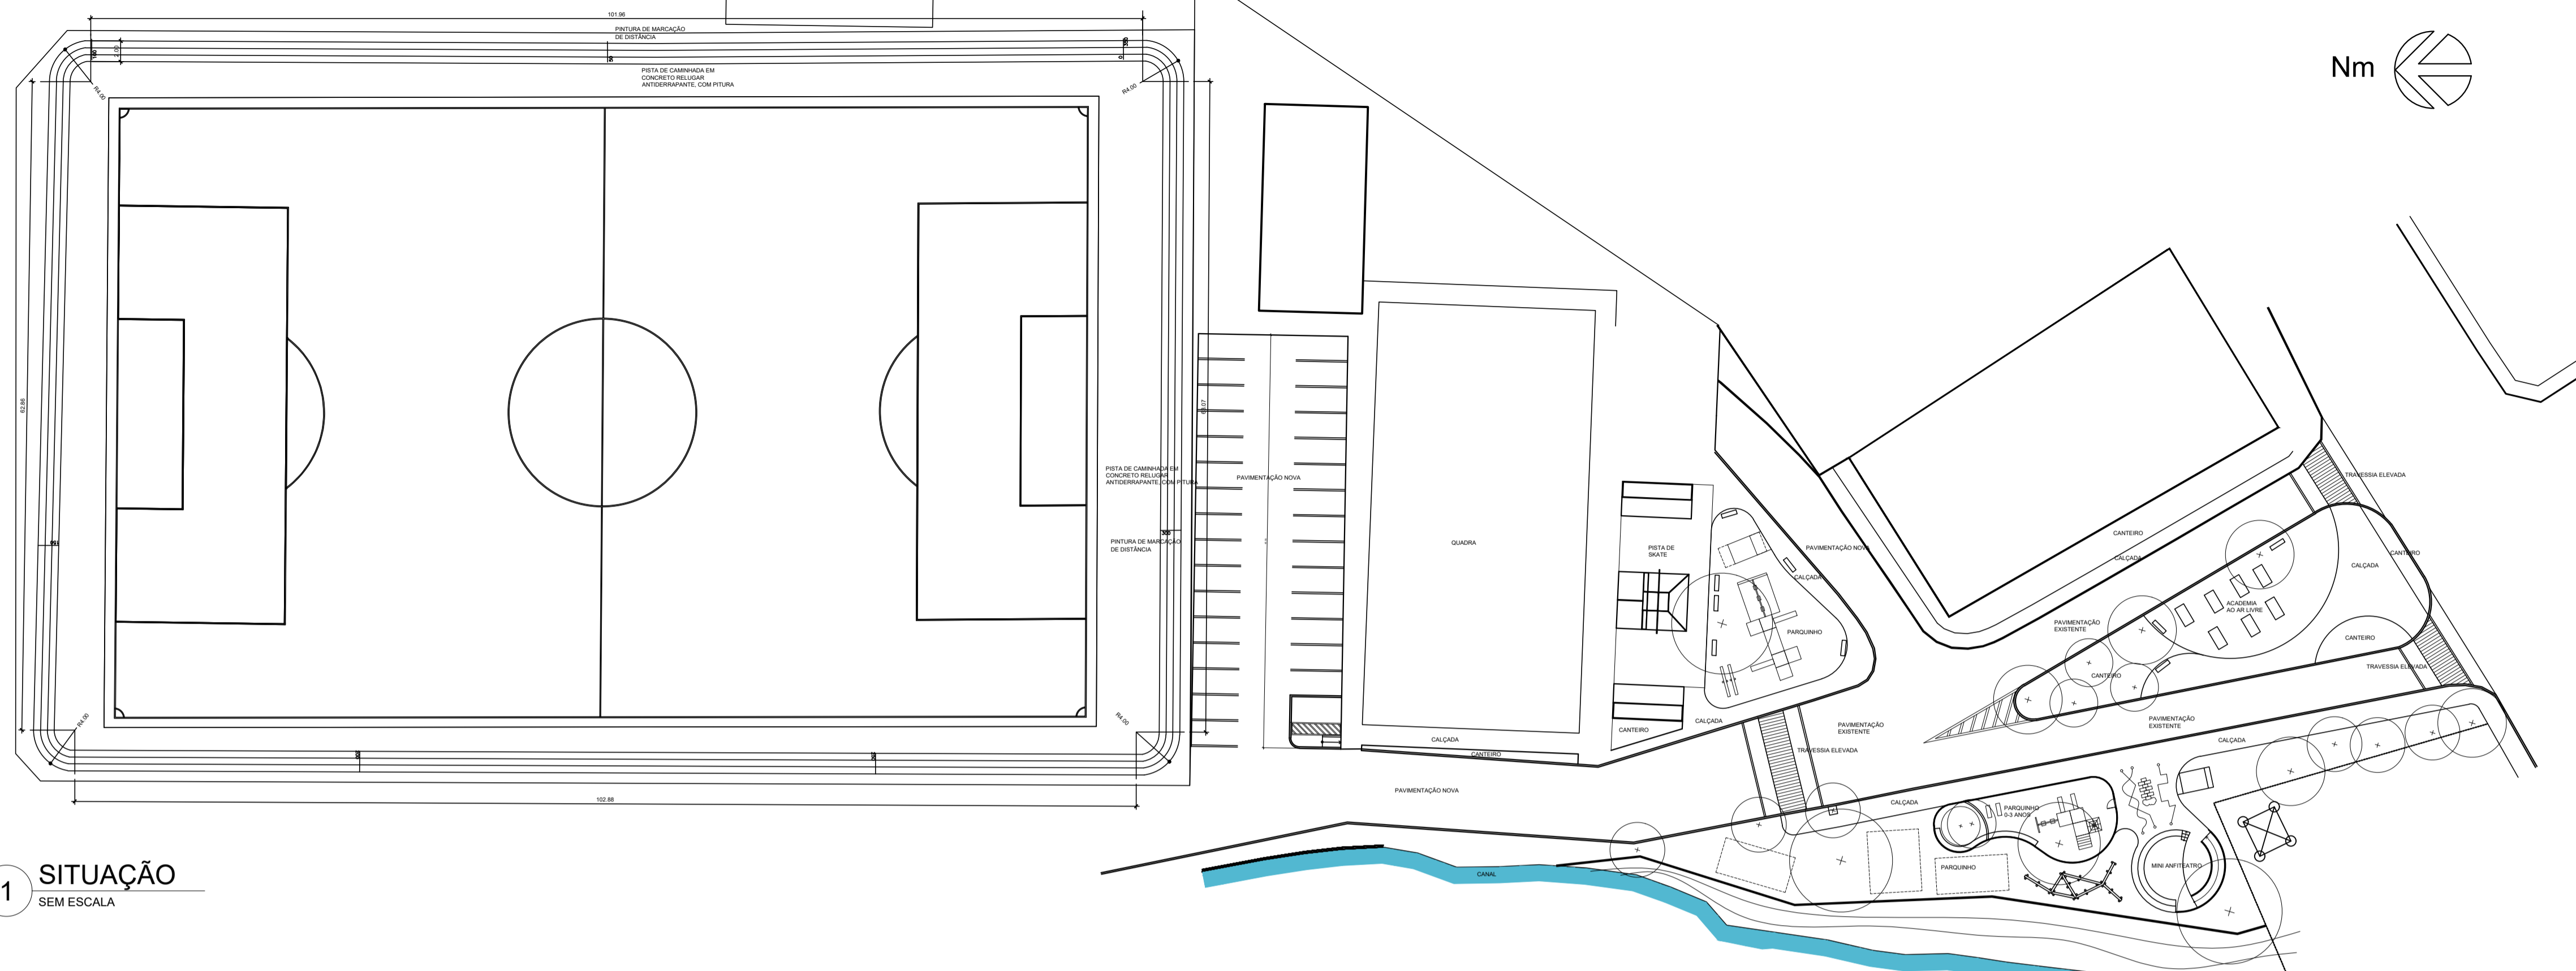 101.96
PINTURA DE MARCAÇÃO
DE DISTÂNCIA
2.00
PISTA DE CAMINHADA EM
CONCRETO RELUGAR
ANTIDERRAPANTE, COM PITURA
R4.00
R4.00
Nm
62.86
PISTA DE CAMINHADA EM
CONCRETO RELUGAR
ANTIDERRAPANTE, COM PITURA
PAVIMENTAÇÃO NOVA
PINTURA DE MARCAÇÃO
DE DISTÂNCIA
QUADRA
PISTA DE
SKATE
PAVIMENTAÇÃO NOVA
CALÇADA
PARQUINHO
TRAVESSIA ELEVADA
CANTEIRO
CALÇADA
CANTEIRO
CALÇADA
ACADEMIA
AO AR LIVRE
PAVIMENTAÇÃO
EXISTENTE
CANTEIRO
TRAVESSIA ELEVADA
CANTEIRO
R4.00
R4.00
CANTEIRO
CALÇADA
PAVIMENTAÇÃO
EXISTENTE
PAVIMENTAÇÃO
EXISTENTE
CALÇADA
CALÇADA
CANTEIRO
TRAVESSIA ELEVADA
PAVIMENTAÇÃO NOVA
102.88
CALÇADA
PARQUINHO
0-3 ANOS
PARQUINHO
MINI ANFITEATRO
CANAL
1
SITUAÇÃO
SEM ESCALA